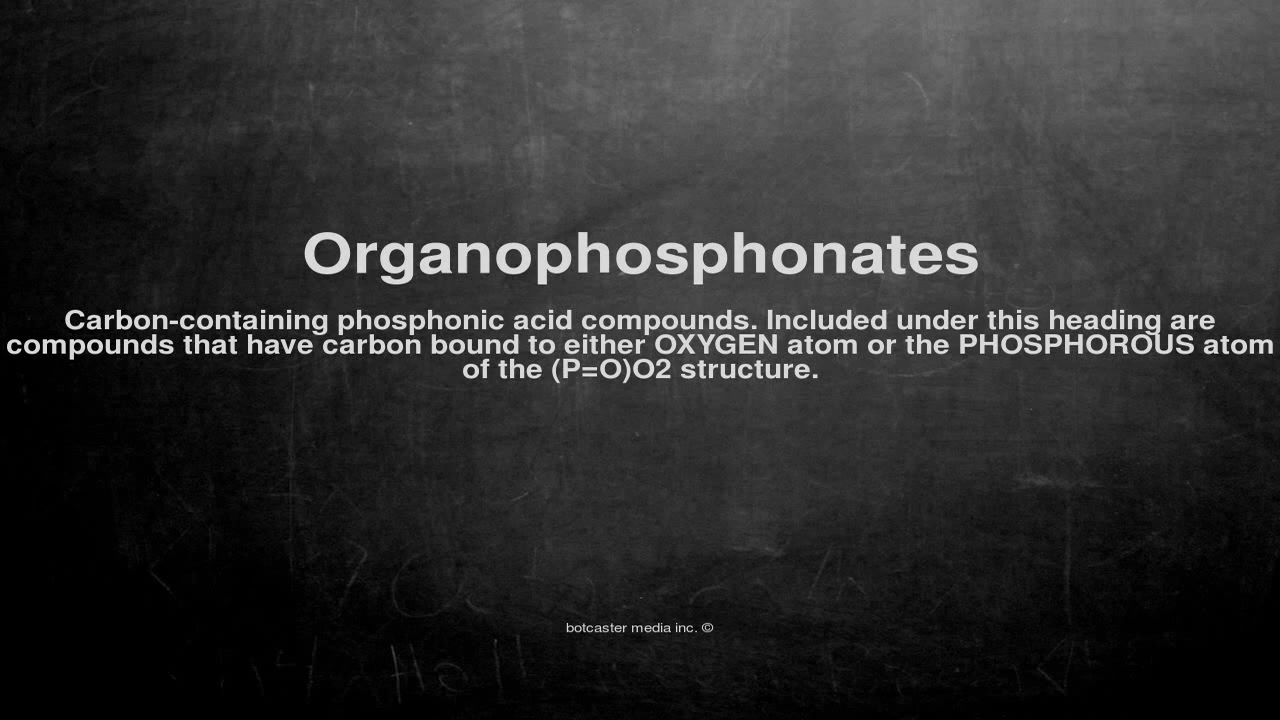 Organophosphonates
Carbon-containing phosphonic acid compounds. Included under this heading are
compounds that have carbon bound to either OXYGEN atom or the PHOSPHOROUS atom
of the (P=O)O2 structure.
botcaster media inc. ©